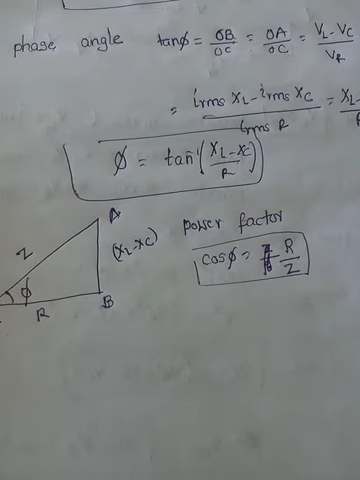 phase angle tanφ = OB/OC = OA/OC = VL-VC/VR
= irms XL - irms XC / irms R = XL-
φ = tan⁻¹(XL-XC/R)
A
power factor
Z
(XL-XC)
cosφ = R/Z
φ
R
B